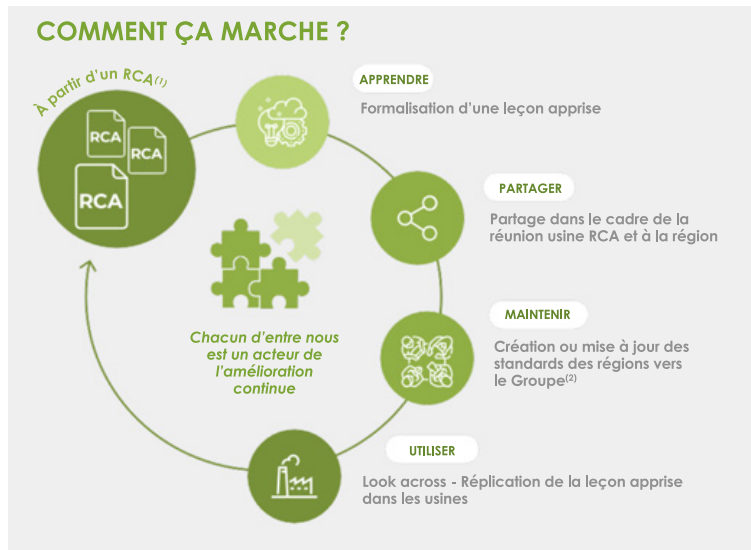 COMMENT ÇA MARCHE ?
À partir d'un RCA(1)
RCA
RCA
RCA
APPRENDRE
Formalisation d'une leçon apprise
PARTAGER
Partage dans le cadre de la
réunion usine RCA et à la région
MAINTENIR
Création ou mise à jour des
standards des régions vers
le Groupe(2)
UTILISER
Look across - Réplication de la leçon apprise
dans les usines
Chacun d'entre nous
est un acteur de
l'amélioration
continue